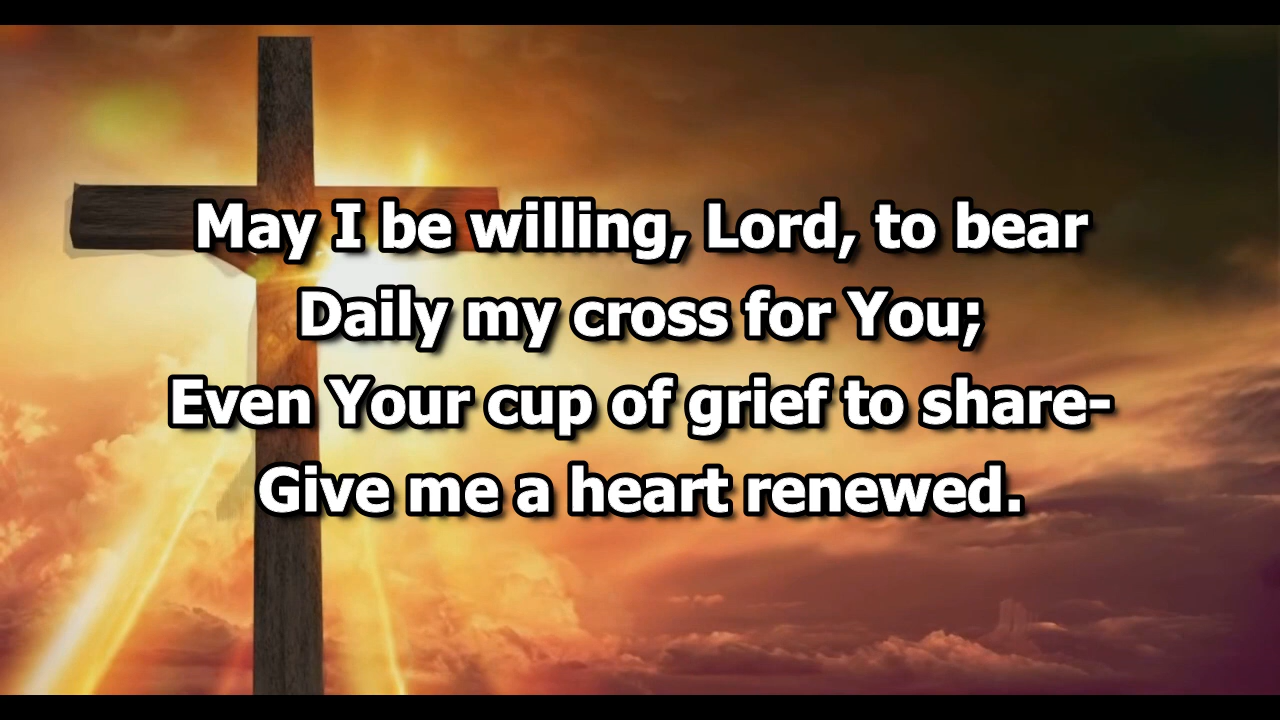 May I be willing, Lord, to bear
Daily my cross for You;
Even Your cup of grief to share-
Give me a heart renewed.